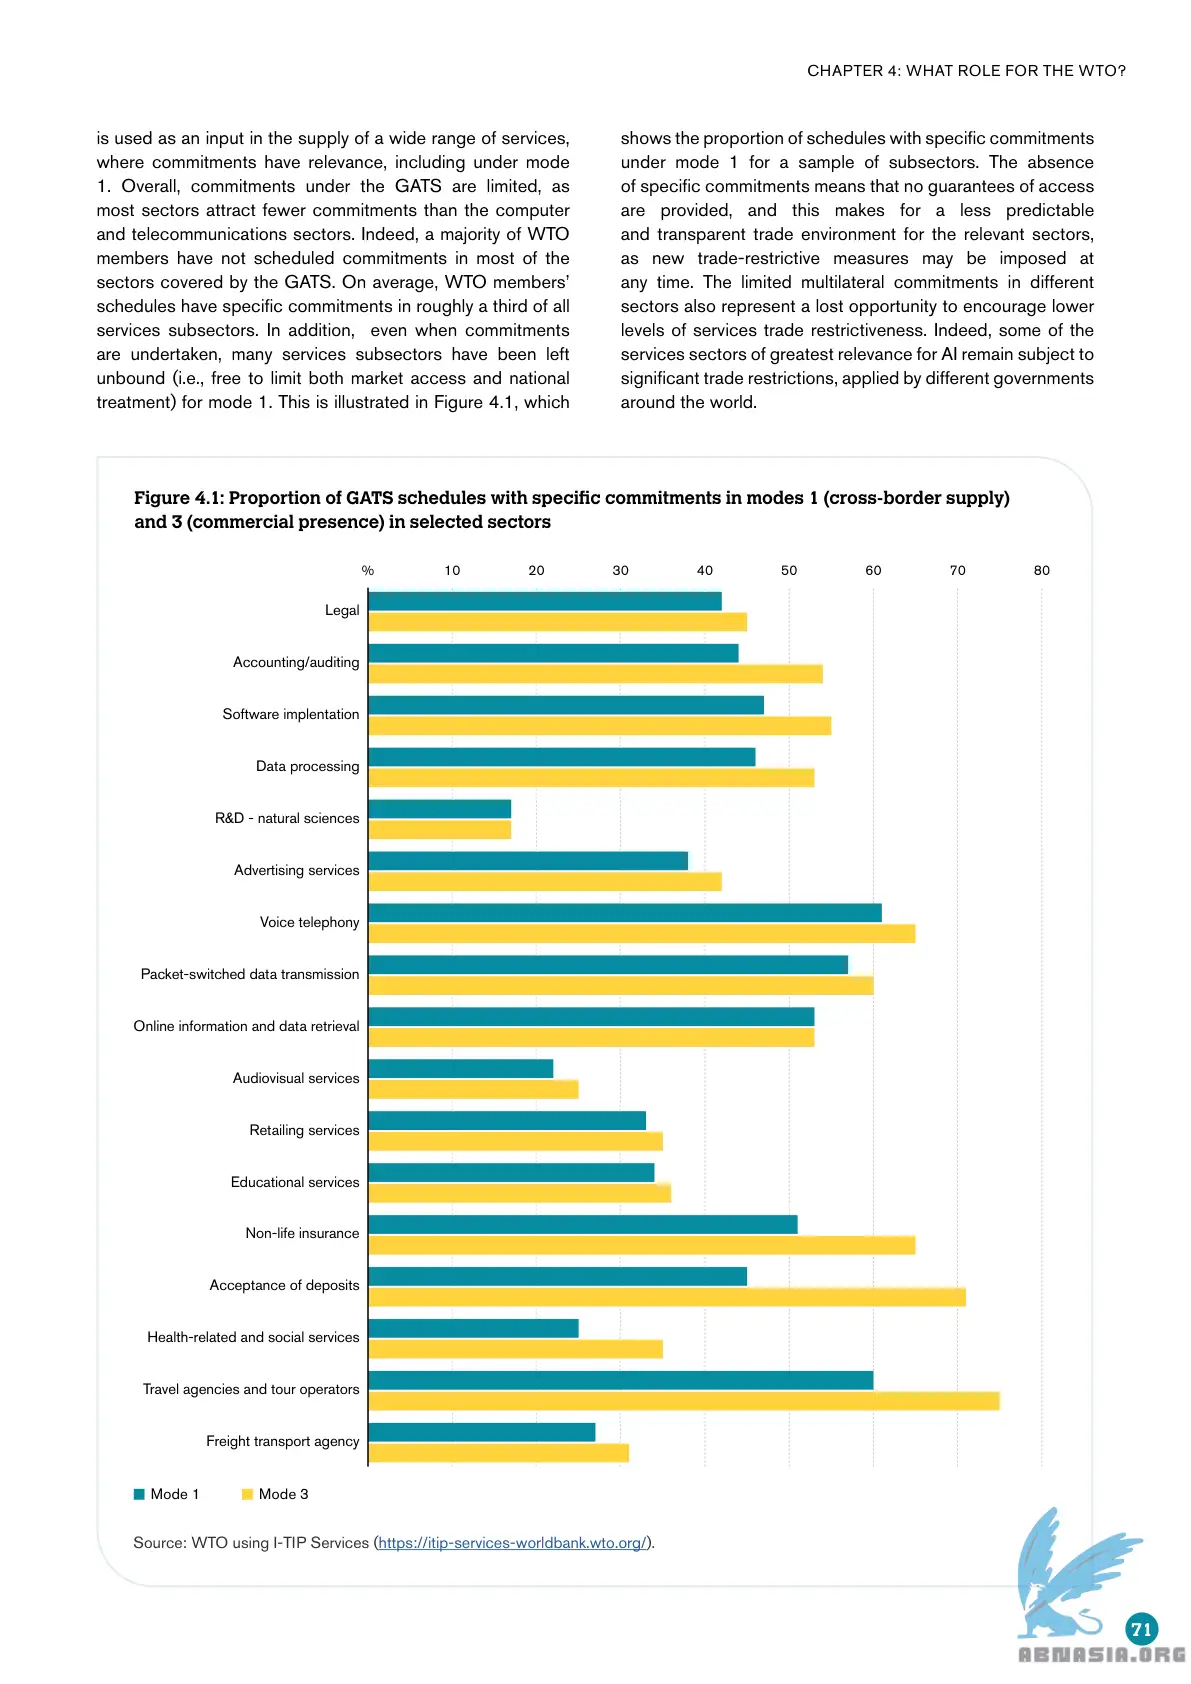 CHAPTER 4: WHAT ROLE FOR THE WTO?
is used as an input in the supply of a wide range of services,
where commitments have relevance, including under mode
1. Overall, commitments under the GATS are limited, as
most sectors attract fewer commitments than the computer
and telecommunications sectors. Indeed, a majority of WTO
members have not scheduled commitments in most of the
sectors covered by the GATS. On average, WTO members’
schedules have specific commitments in roughly a third of all
services subsectors. In addition,  even when commitments
are undertaken, many services subsectors have been left
unbound (i.e., free to limit both market access and national
treatment) for mode 1. This is illustrated in Figure 4.1, which
shows the proportion of schedules with specific commitments
under mode 1 for a sample of subsectors. The absence
of specific commitments means that no guarantees of access
are provided, and this makes for a less predictable
and transparent trade environment for the relevant sectors,
as new trade-restrictive measures may be imposed at
any time. The limited multilateral commitments in different
sectors also represent a lost opportunity to encourage lower
levels of services trade restrictiveness. Indeed, some of the
services sectors of greatest relevance for AI remain subject to
significant trade restrictions, applied by different governments
around the world.
Figure 4.1: Proportion of GATS schedules with specific commitments in modes 1 (cross-border supply)
and 3 (commercial presence) in selected sectors
% 10 20 30 40 50 60 70 80
Legal
Accounting/auditing
Software implentation
Data processing
R&D - natural sciences
Advertising services
Voice telephony
Packet-switched data transmission
Online information and data retrieval
Audiovisual services
Retailing services
Educational services
Non-life insurance
Acceptance of deposits
Health-related and social services
Travel agencies and tour operators
Freight transport agency
Mode 1 Mode 3
Source: WTO using I-TIP Services (https://itip-services-worldbank.wto.org/).
71
ABNASIA.ORG